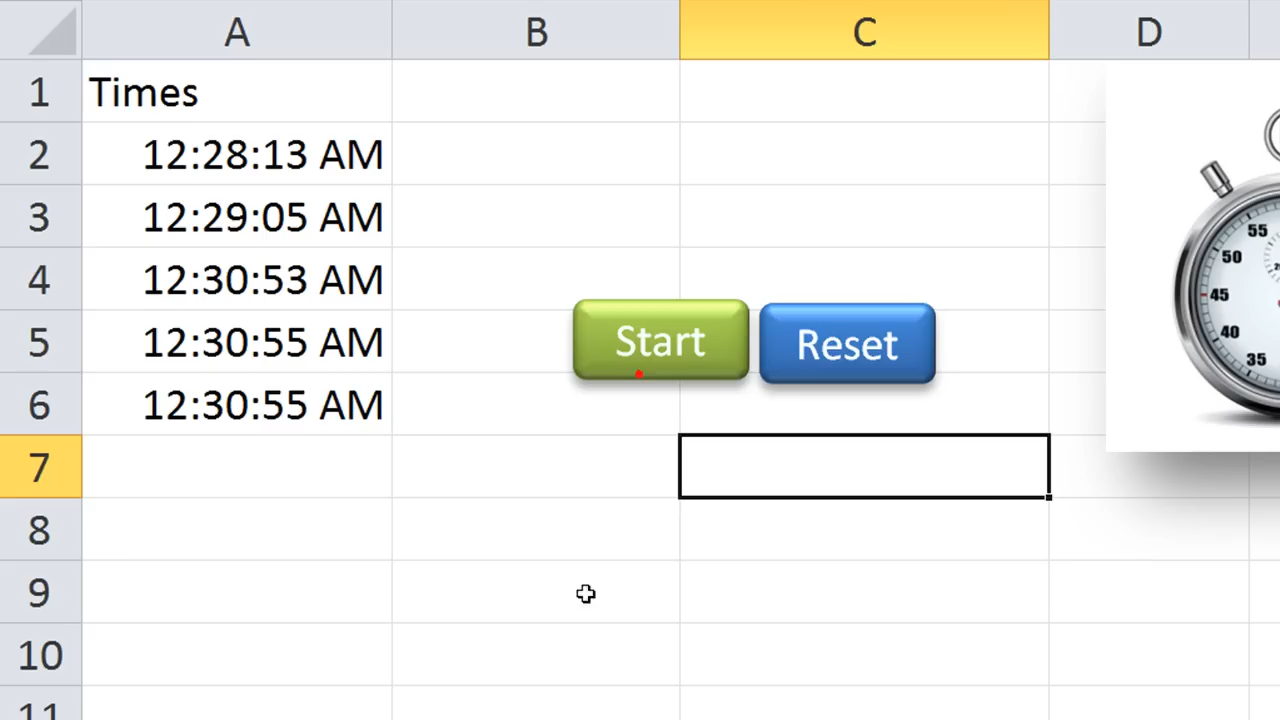 A B C D
1 Times
2 12:28:13 AM
3 12:29:05 AM
4 12:30:53 AM
5 12:30:55 AM
6 12:30:55 AM
7
8
9
10
11
Start Reset
55
50
45
40
35